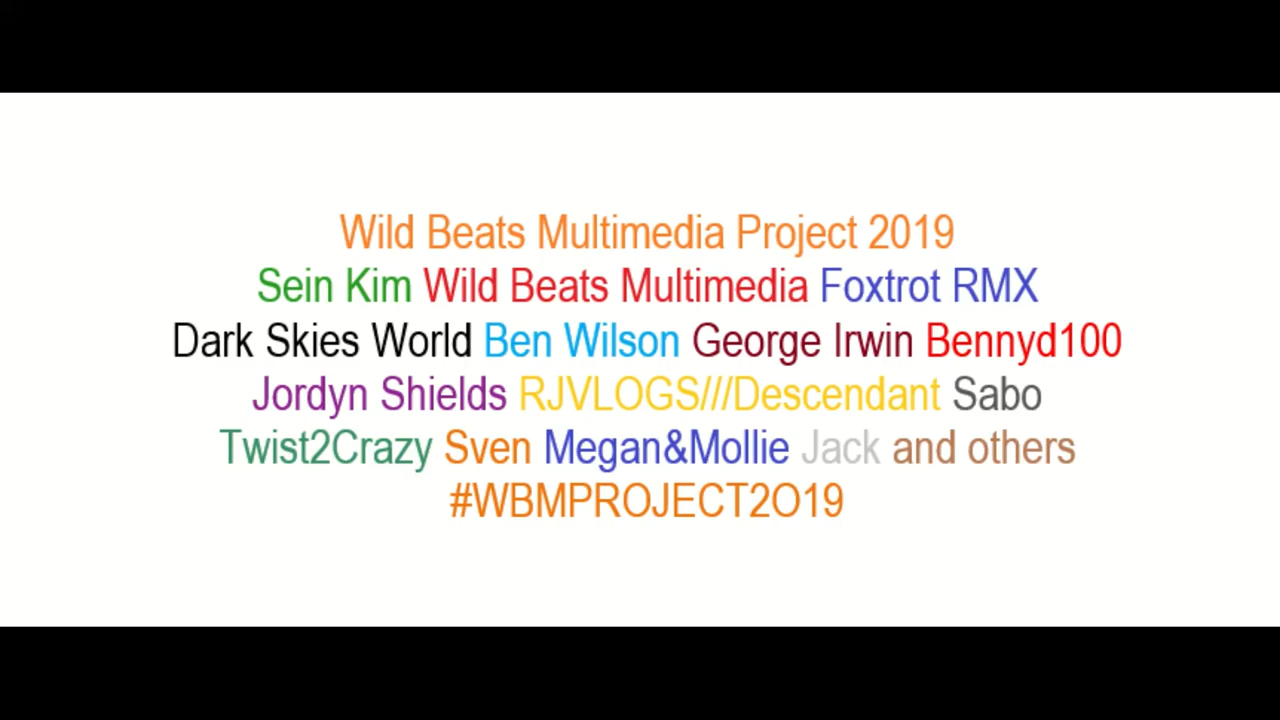 Wild Beats Multimedia Project 2019
Sein Kim Wild Beats Multimedia Foxtrot RMX
Dark Skies World Ben Wilson George Irwin Bennyd100
Jordyn Shields RJVLOGS///Descendant Sabo
Twist2Crazy Sven Megan&Mollie Jack and others
#WBMPROJECT2O19